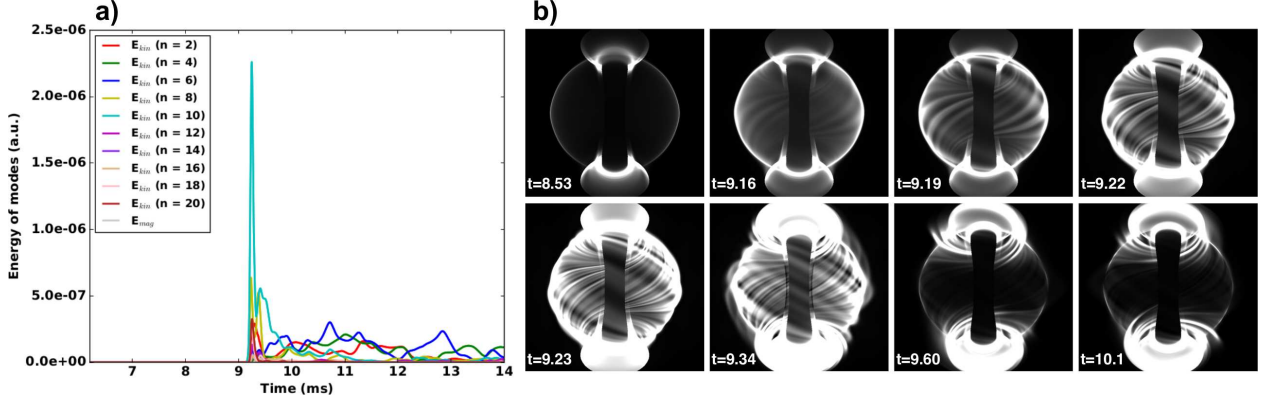 a)
2.5e-06
2.0e-06
1.5e-06
1.0e-06
5.0e-07
0.0e+00
Energy of modes (a.u.)
E_kin (n = 2)
E_kin (n = 4)
E_kin (n = 6)
E_kin (n = 8)
E_kin (n = 10)
E_kin (n = 12)
E_kin (n = 14)
E_kin (n = 16)
E_kin (n = 18)
E_kin (n = 20)
E_mag
7 8 9 10 11 12 13 14
Time (ms)
b)
t=8.53
t=9.16
t=9.19
t=9.22
t=9.23
t=9.34
t=9.60
t=10.1